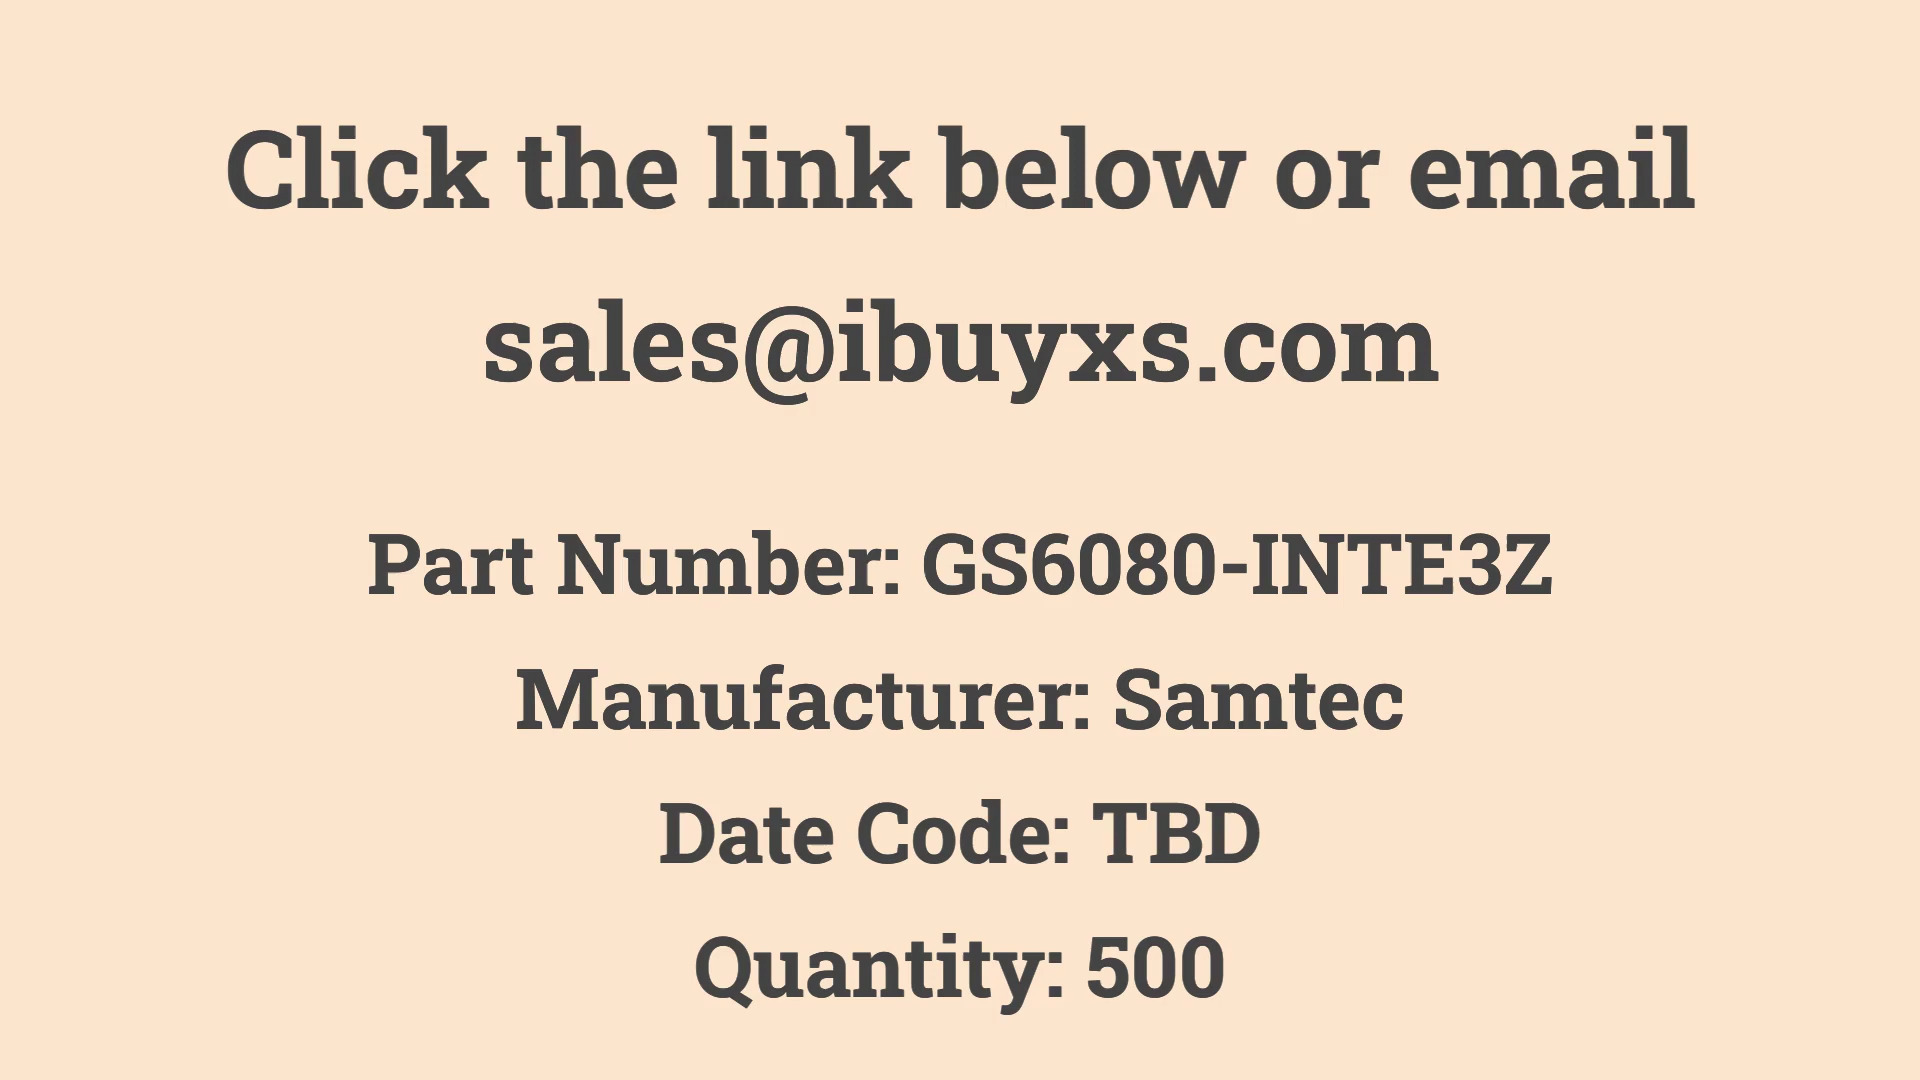 Click the link below or email
sales@ibuyxs.com
Part Number: GS6080-INTE3Z
Manufacturer: Samtec
Date Code: TBD
Quantity: 500